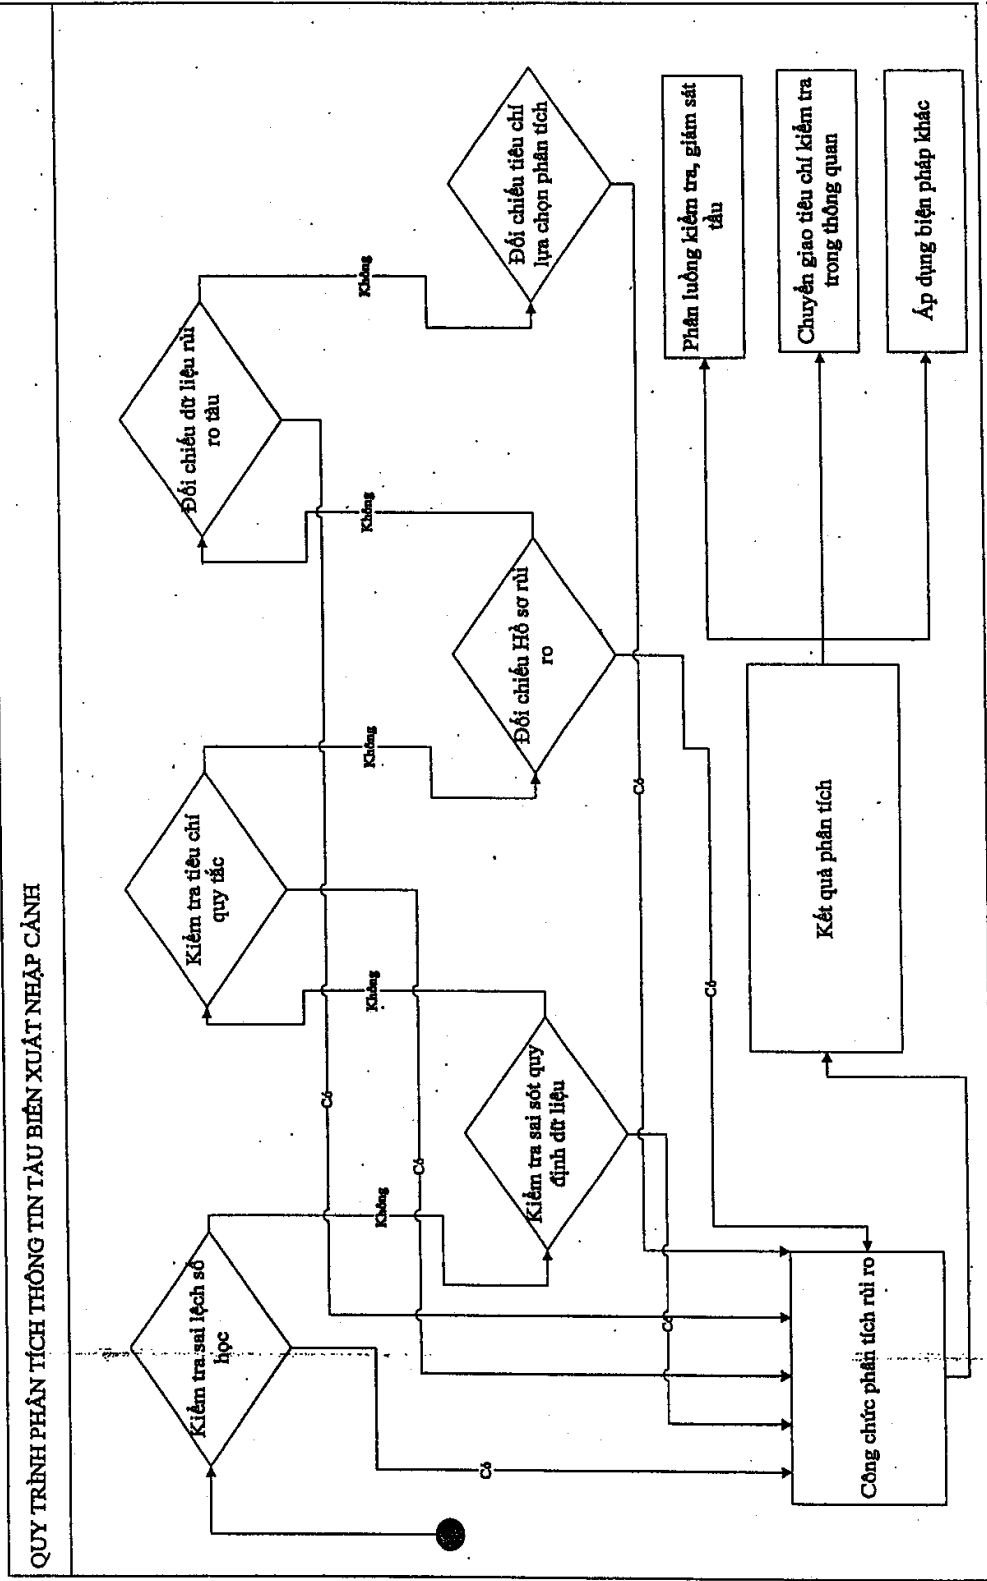 QUY TRÌNH PHÂN TÍCH THÔNG TIN TÀU BIỂN XUẤT NHẬP CẢNH
Kiểm tra sai lệch số
học
Không
Có
Kiểm tra sai sót quy
định dữ liệu
Không
Có
Kiểm tra tiêu chí
quy tắc
Không
Có
Đối chiếu Hồ sơ rủi
ro
Không
Có
Đối chiếu dữ liệu rủi
ro tàu
Không
Có
Đối chiếu tiêu chí
lựa chọn phân tích
Có
Công chức phân tích rủi ro
Kết quả phân tích
Phân luồng kiểm tra, giám sát
tàu
Chuyển giao tiêu chí kiểm tra
trong thông quan
Áp dụng biện pháp khác